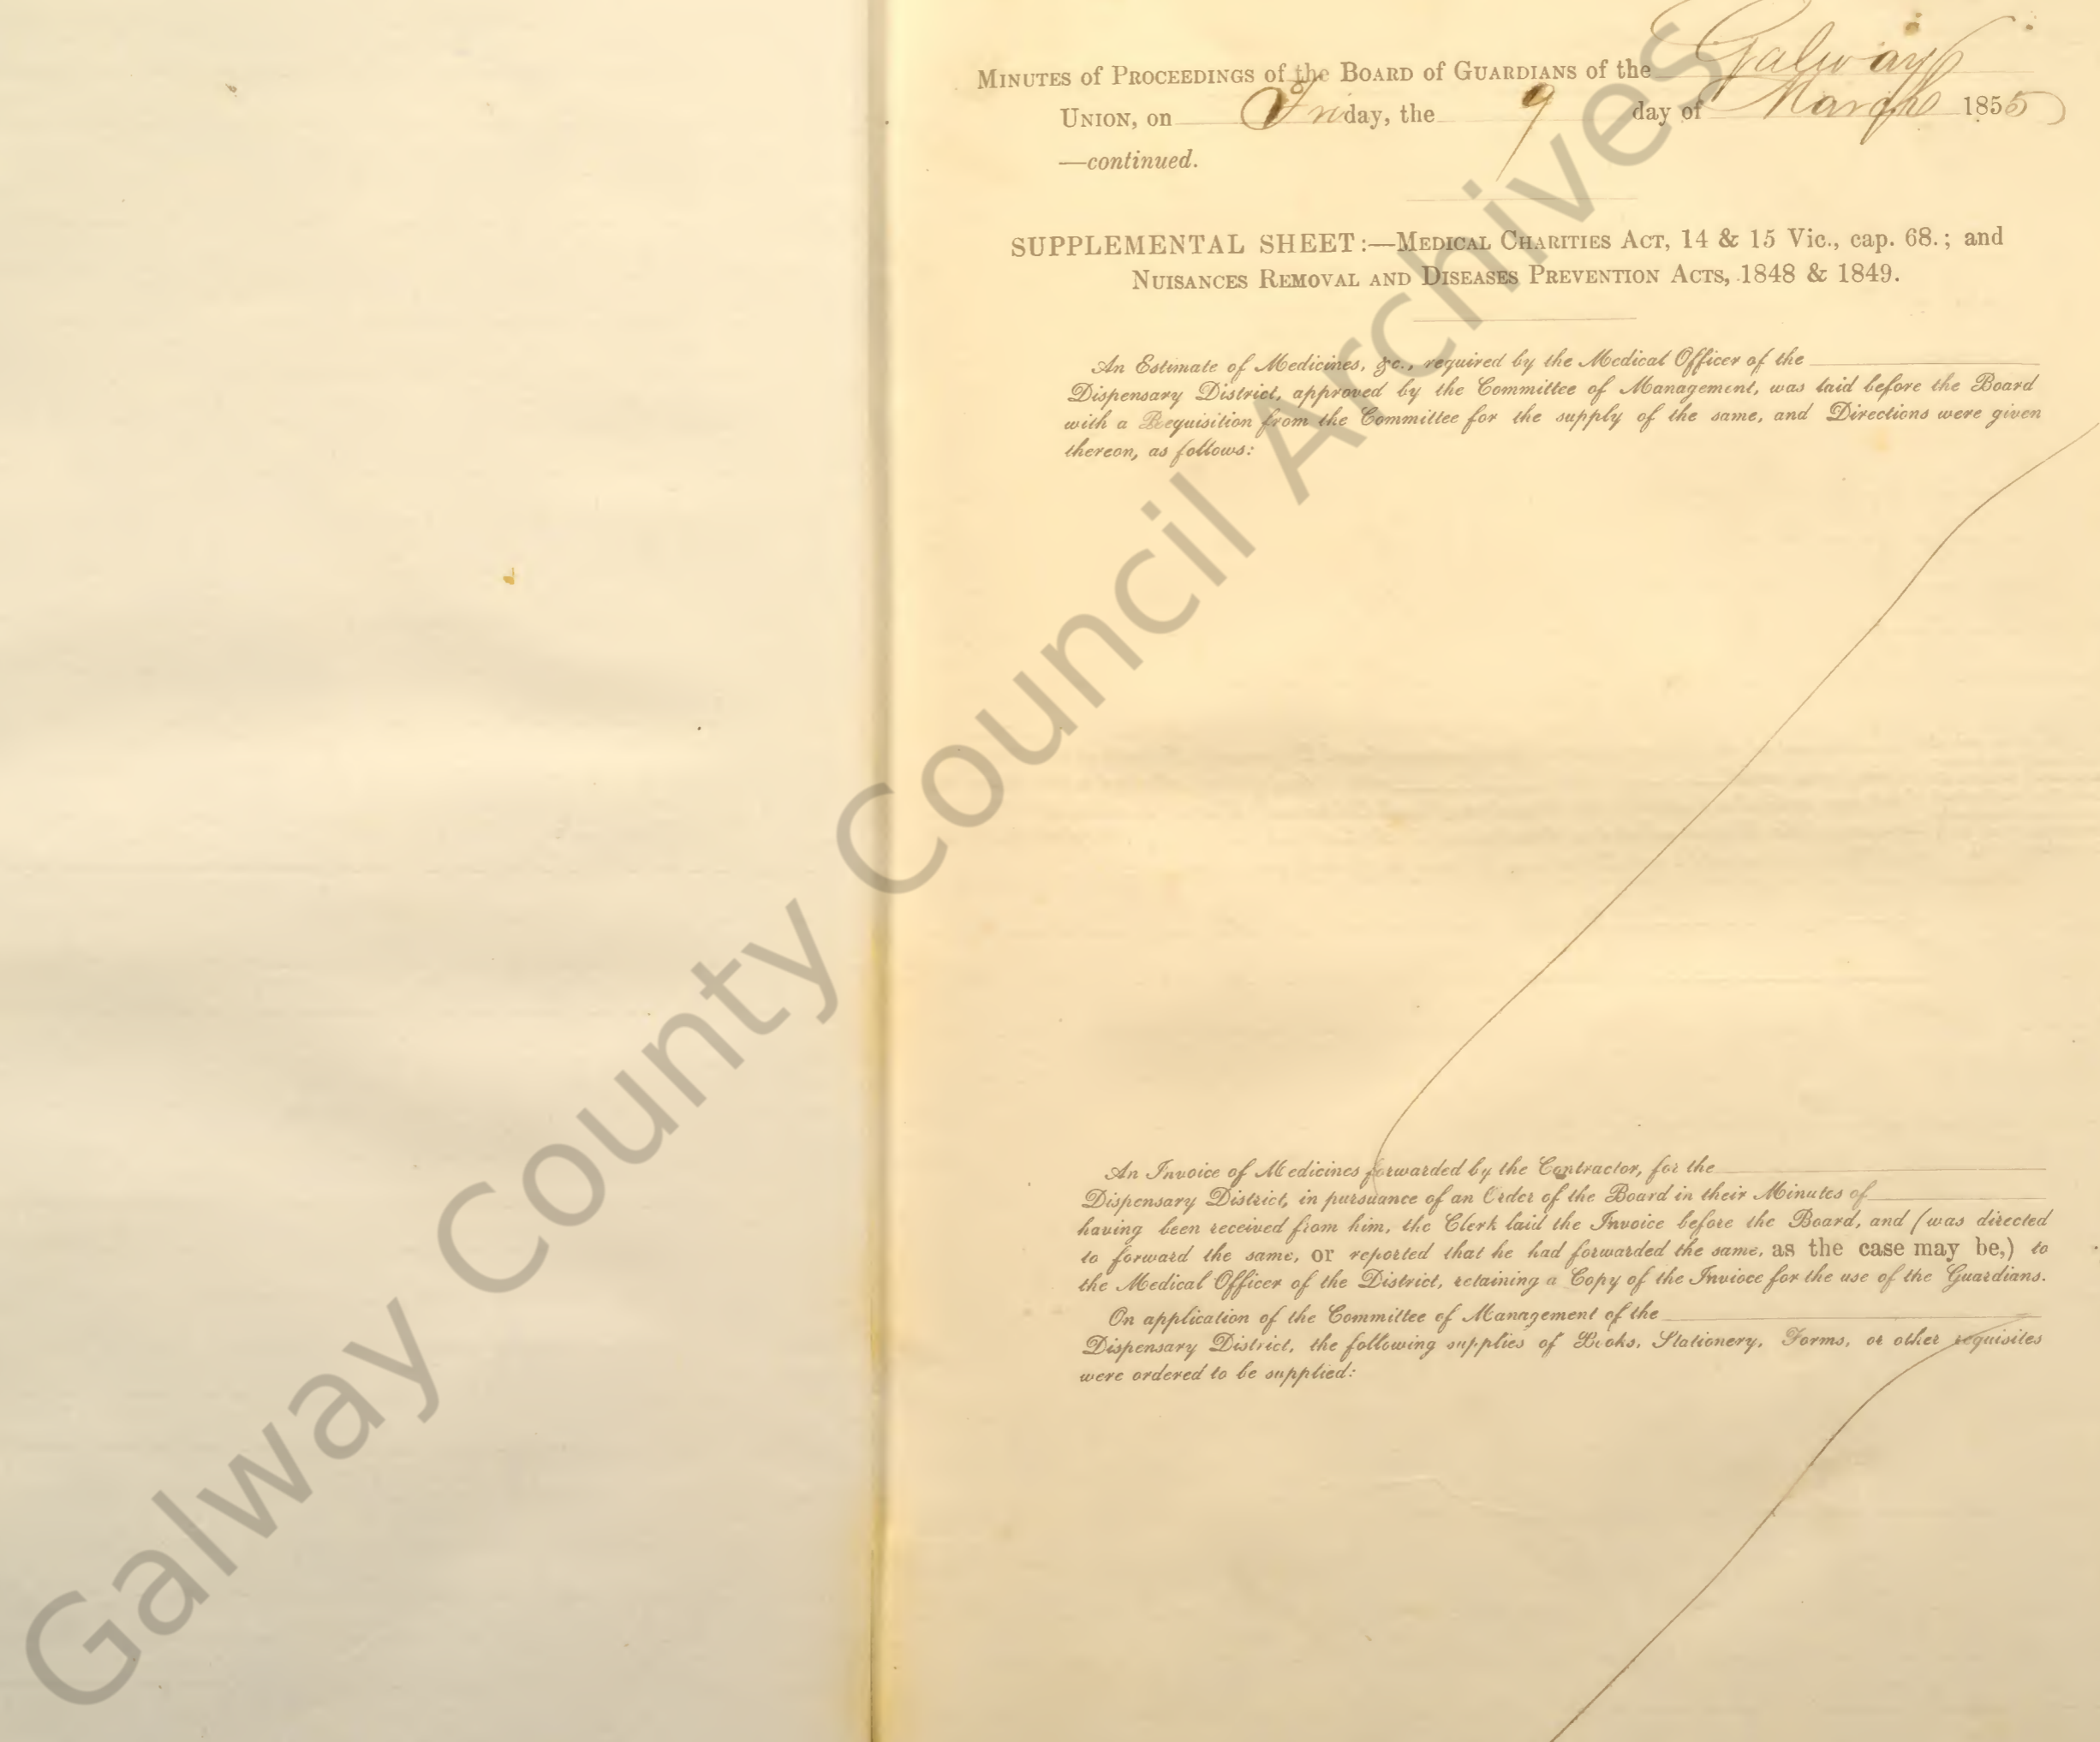 MINUTES of PROCEEDINGS of the BOARD of GUARDIANS of the Galway
UNION, on Friday, the 9 day of March 1855
—continued.
SUPPLEMENTAL SHEET:—MEDICAL CHARITIES ACT, 14 & 15 Vic., cap. 68.; and
NUISANCES REMOVAL AND DISEASES PREVENTION ACTS, 1848 & 1849.
An Estimate of Medicines, &c., required by the Medical Officer of the
Dispensary District, approved by the Committee of Management, was laid before the Board
with a Requisition from the Committee for the supply of the same, and Directions were given
thereon, as follows:
An Invoice of Medicines forwarded by the Contractor, for the
Dispensary District, in pursuance of an Order of the Board in their Minutes of
having been received from him, the Clerk laid the Invoice before the Board, and (was directed
to forward the same, or reported that he had forwarded the same, as the case may be,) to
the Medical Officer of the District, retaining a Copy of the Invioce for the use of the Guardians.
On application of the Committee of Management of the
Dispensary District, the following supplies of Books, Stationery, Forms, or other requisites
were ordered to be supplied:
Galway County Council Archives